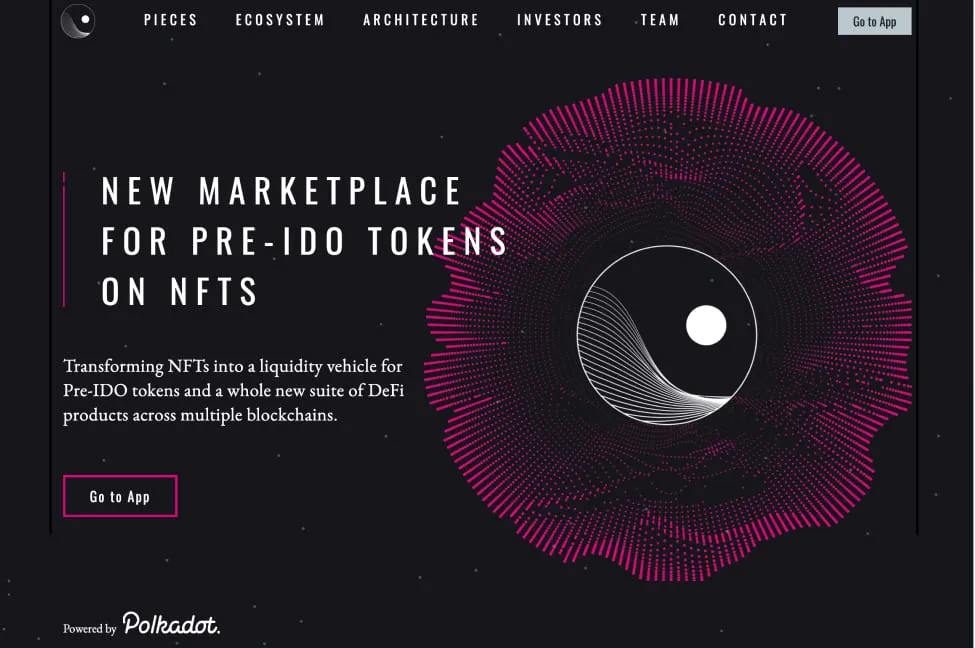 PIECES ECOSYSTEM ARCHITECTURE INVESTORS TEAM CONTACT Go to App
NEW MARKETPLACE
FOR PRE-IDO TOKENS
ON NFTS
Transforming NFTs into a liquidity vehicle for
Pre-IDO tokens and a whole new suite of DeFi
products across multiple blockchains.
Go to App
Powered by Polkadot.